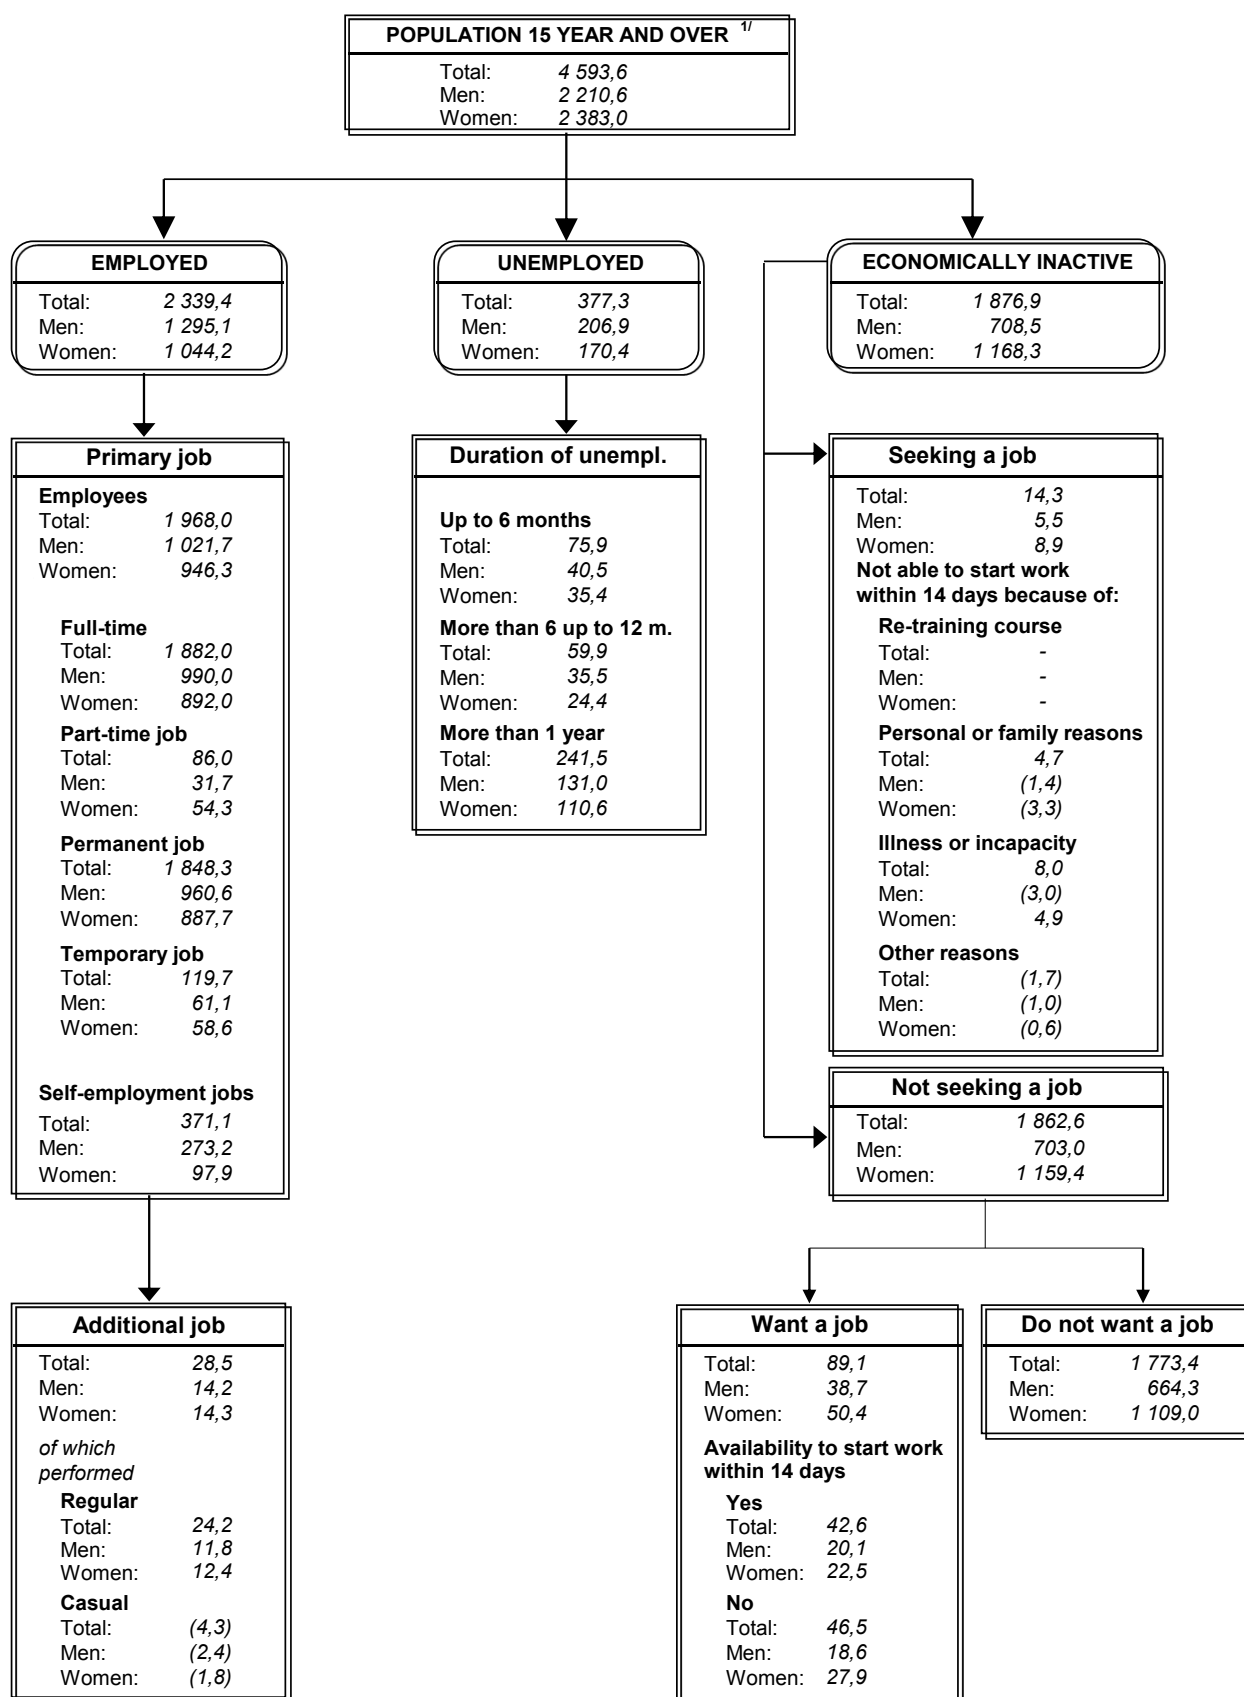 POPULATION 15 YEAR AND OVER 1/
Total: 4 593,6
Men: 2 210,6
Women: 2 383,0
EMPLOYED
Total: 2 339,4
Men: 1 295,1
Women: 1 044,2
UNEMPLOYED
Total: 377,3
Men: 206,9
Women: 170,4
ECONOMICALLY INACTIVE
Total: 1 876,9
Men: 708,5
Women: 1 168,3
Primary job
Employees
Total: 1 968,0
Men: 1 021,7
Women: 946,3
Full-time
Total: 1 882,0
Men: 990,0
Women: 892,0
Part-time job
Total: 86,0
Men: 31,7
Women: 54,3
Permanent job
Total: 1 848,3
Men: 960,6
Women: 887,7
Temporary job
Total: 119,7
Men: 61,1
Women: 58,6
Self-employment jobs
Total: 371,1
Men: 273,2
Women: 97,9
Duration of unempl.
Up to 6 months
Total: 75,9
Men: 40,5
Women: 35,4
More than 6 up to 12 m.
Total: 59,9
Men: 35,5
Women: 24,4
More than 1 year
Total: 241,5
Men: 131,0
Women: 110,6
Seeking a job
Total: 14,3
Men: 5,5
Women: 8,9
Not able to start work
within 14 days because of:
Re-training course
Total: -
Men: -
Women: -
Personal or family reasons
Total: 4,7
Men: (1,4)
Women: (3,3)
Illness or incapacity
Total: 8,0
Men: (3,0)
Women: 4,9
Other reasons
Total: (1,7)
Men: (1,0)
Women: (0,6)
Not seeking a job
Total: 1 862,6
Men: 703,0
Women: 1 159,4
Additional job
Total: 28,5
Men: 14,2
Women: 14,3
of which
performed
Regular
Total: 24,2
Men: 11,8
Women: 12,4
Casual
Total: (4,3)
Men: (2,4)
Women: (1,8)
Want a job
Total: 89,1
Men: 38,7
Women: 50,4
Availability to start work
within 14 days
Yes
Total: 42,6
Men: 20,1
Women: 22,5
No
Total: 46,5
Men: 18,6
Women: 27,9
Do not want a job
Total: 1 773,4
Men: 664,3
Women: 1 109,0